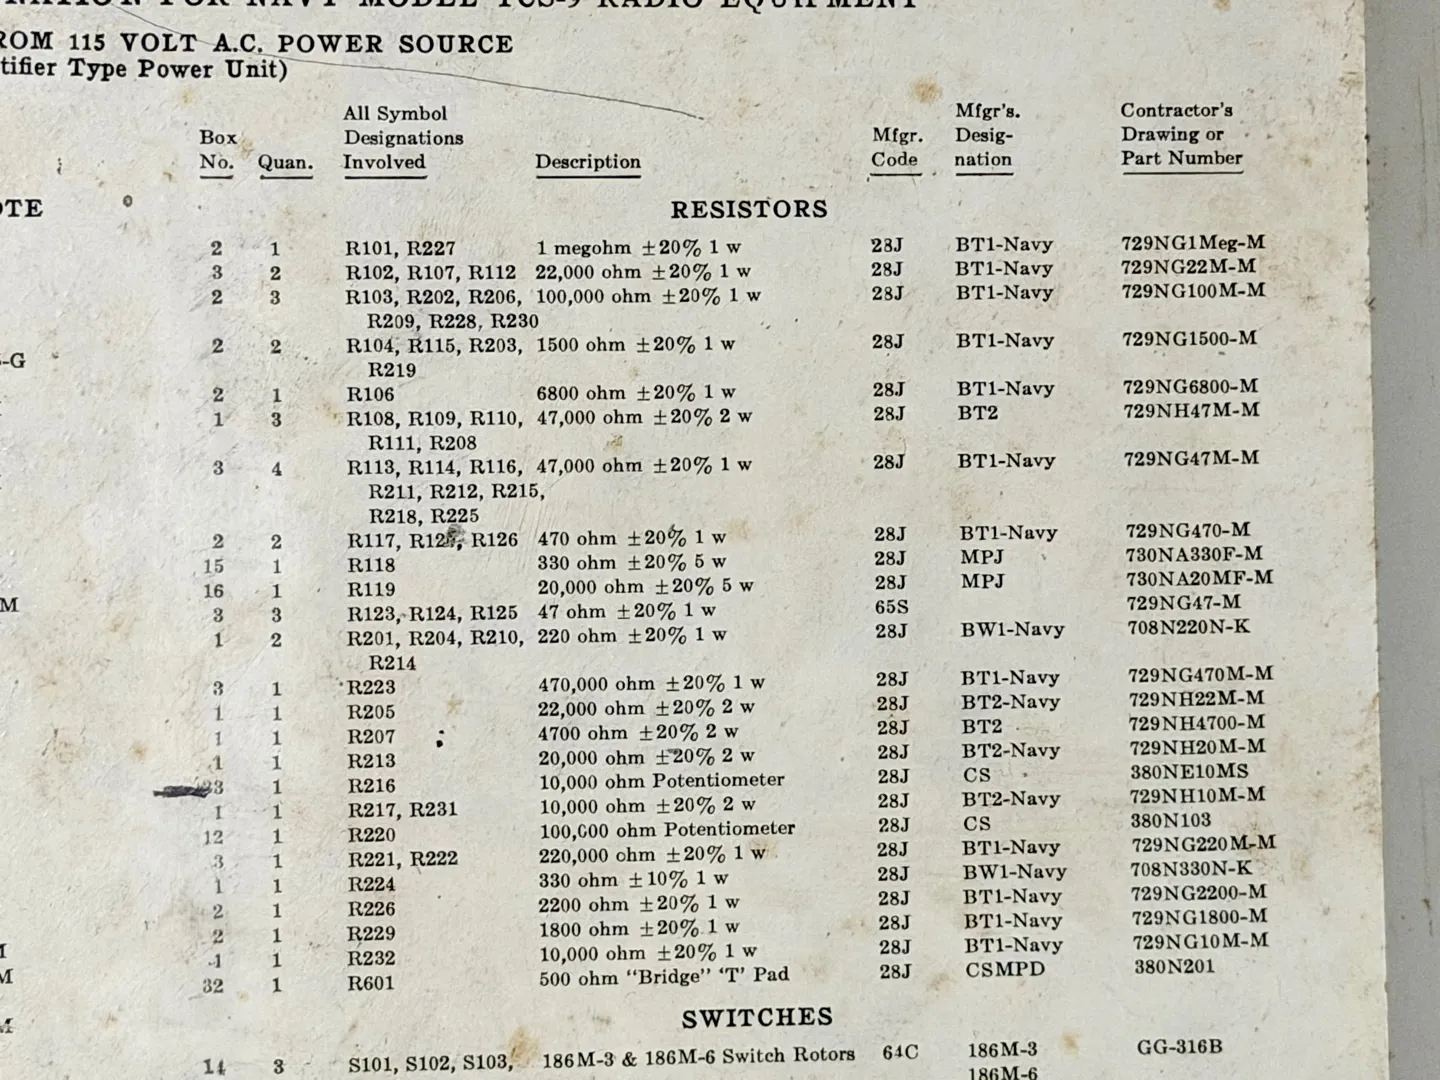 NATION FOR NAVY MODEL TCS-9 RADIO EQUIPMENT
ROM 115 VOLT A.C. POWER SOURCE
tifier Type Power Unit)
All Symbol Mfgr's. Contractor's
Box Designations Mfgr. Desig- Drawing or
No. Quan. Involved Description Code nation Part Number
OTE RESISTORS
2 1 R101, R227 1 megohm ±20% 1 w 28J BT1-Navy 729NG1Meg-M
3 2 R102, R107, R112 22,000 ohm ±20% 1 w 28J BT1-Navy 729NG22M-M
2 3 R103, R202, R206, 100,000 ohm ±20% 1 w 28J BT1-Navy 729NG100M-M
R209, R228, R230
2 2 R104, R115, R203, 1500 ohm ±20% 1 w 28J BT1-Navy 729NG1500-M
-G R219
2 1 R106 6800 ohm ±20% 1 w 28J BT1-Navy 729NG6800-M
1 3 R108, R109, R110, 47,000 ohm ±20% 2 w 28J BT2 729NH47M-M
R111, R208
3 4 R113, R114, R116, 47,000 ohm ±20% 1 w 28J BT1-Navy 729NG47M-M
R211, R212, R215,
R218, R225
2 2 R117, R126 470 ohm ±20% 1 w 28J BT1-Navy 729NG470-M
15 1 R118 330 ohm ±20% 5 w 28J MPJ 730NA330F-M
16 1 R119 20,000 ohm ±20% 5 w 28J MPJ 730NA20MF-M
M 3 3 R123, R124, R125 47 ohm ±20% 1 w 65S 729NG47-M
1 2 R201, R204, R210, 220 ohm ±20% 1 w 28J BW1-Navy 708N220N-K
R214
3 1 R223 470,000 ohm ±20% 1 w 28J BT1-Navy 729NG470M-M
1 1 R205 22,000 ohm ±20% 2 w 28J BT2-Navy 729NH22M-M
1 1 R207 4700 ohm ±20% 2 w 28J BT2 729NH4700-M
1 1 R213 20,000 ohm ±20% 2 w 28J BT2-Navy 729NH20M-M
33 1 R216 10,000 ohm Potentiometer 28J CS 380NE10MS
1 1 R217, R231 10,000 ohm ±20% 2 w 28J BT2-Navy 729NH10M-M
12 1 R220 100,000 ohm Potentiometer 28J CS 380N103
3 1 R221, R222 220,000 ohm ±20% 1 w 28J BT1-Navy 729NG220M-M
1 1 R224 330 ohm ±10% 1 w 28J BW1-Navy 708N330N-K
2 1 R226 2200 ohm ±20% 1 w 28J BT1-Navy 729NG2200-M
2 1 R229 1800 ohm ±20% 1 w 28J BT1-Navy 729NG1800-M
1 1 R232 10,000 ohm ±20% 1 w 28J BT1-Navy 729NG10M-M
M 32 1 R601 500 ohm "Bridge" 'T' Pad 28J CSMPD 380N201
SWITCHES
14 3 S101, S102, S103, 186M-3 & 186M-6 Switch Rotors 64C 186M-3 GG-316B
186M-6